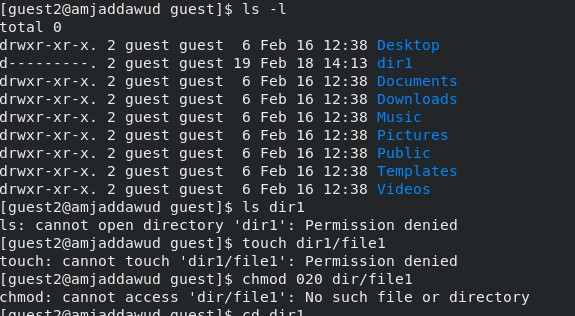 [guest2@amjaddawud guest]$ ls -l
total 0
drwxr-xr-x. 2 guest guest  6 Feb 16 12:38 Desktop
d---------. 2 guest guest 19 Feb 18 14:13 dir1
drwxr-xr-x. 2 guest guest  6 Feb 16 12:38 Documents
drwxr-xr-x. 2 guest guest  6 Feb 16 12:38 Downloads
drwxr-xr-x. 2 guest guest  6 Feb 16 12:38 Music
drwxr-xr-x. 2 guest guest  6 Feb 16 12:38 Pictures
drwxr-xr-x. 2 guest guest  6 Feb 16 12:38 Public
drwxr-xr-x. 2 guest guest  6 Feb 16 12:38 Templates
drwxr-xr-x. 2 guest guest  6 Feb 16 12:38 Videos
[guest2@amjaddawud guest]$ ls dir1
ls: cannot open directory 'dir1': Permission denied
[guest2@amjaddawud guest]$ touch dir1/file1
touch: cannot touch 'dir1/file1': Permission denied
[guest2@amjaddawud guest]$ chmod 020 dir/file1
chmod: cannot access 'dir/file1': No such file or directory
[guest2@amjaddawud guest]$ cd dir1